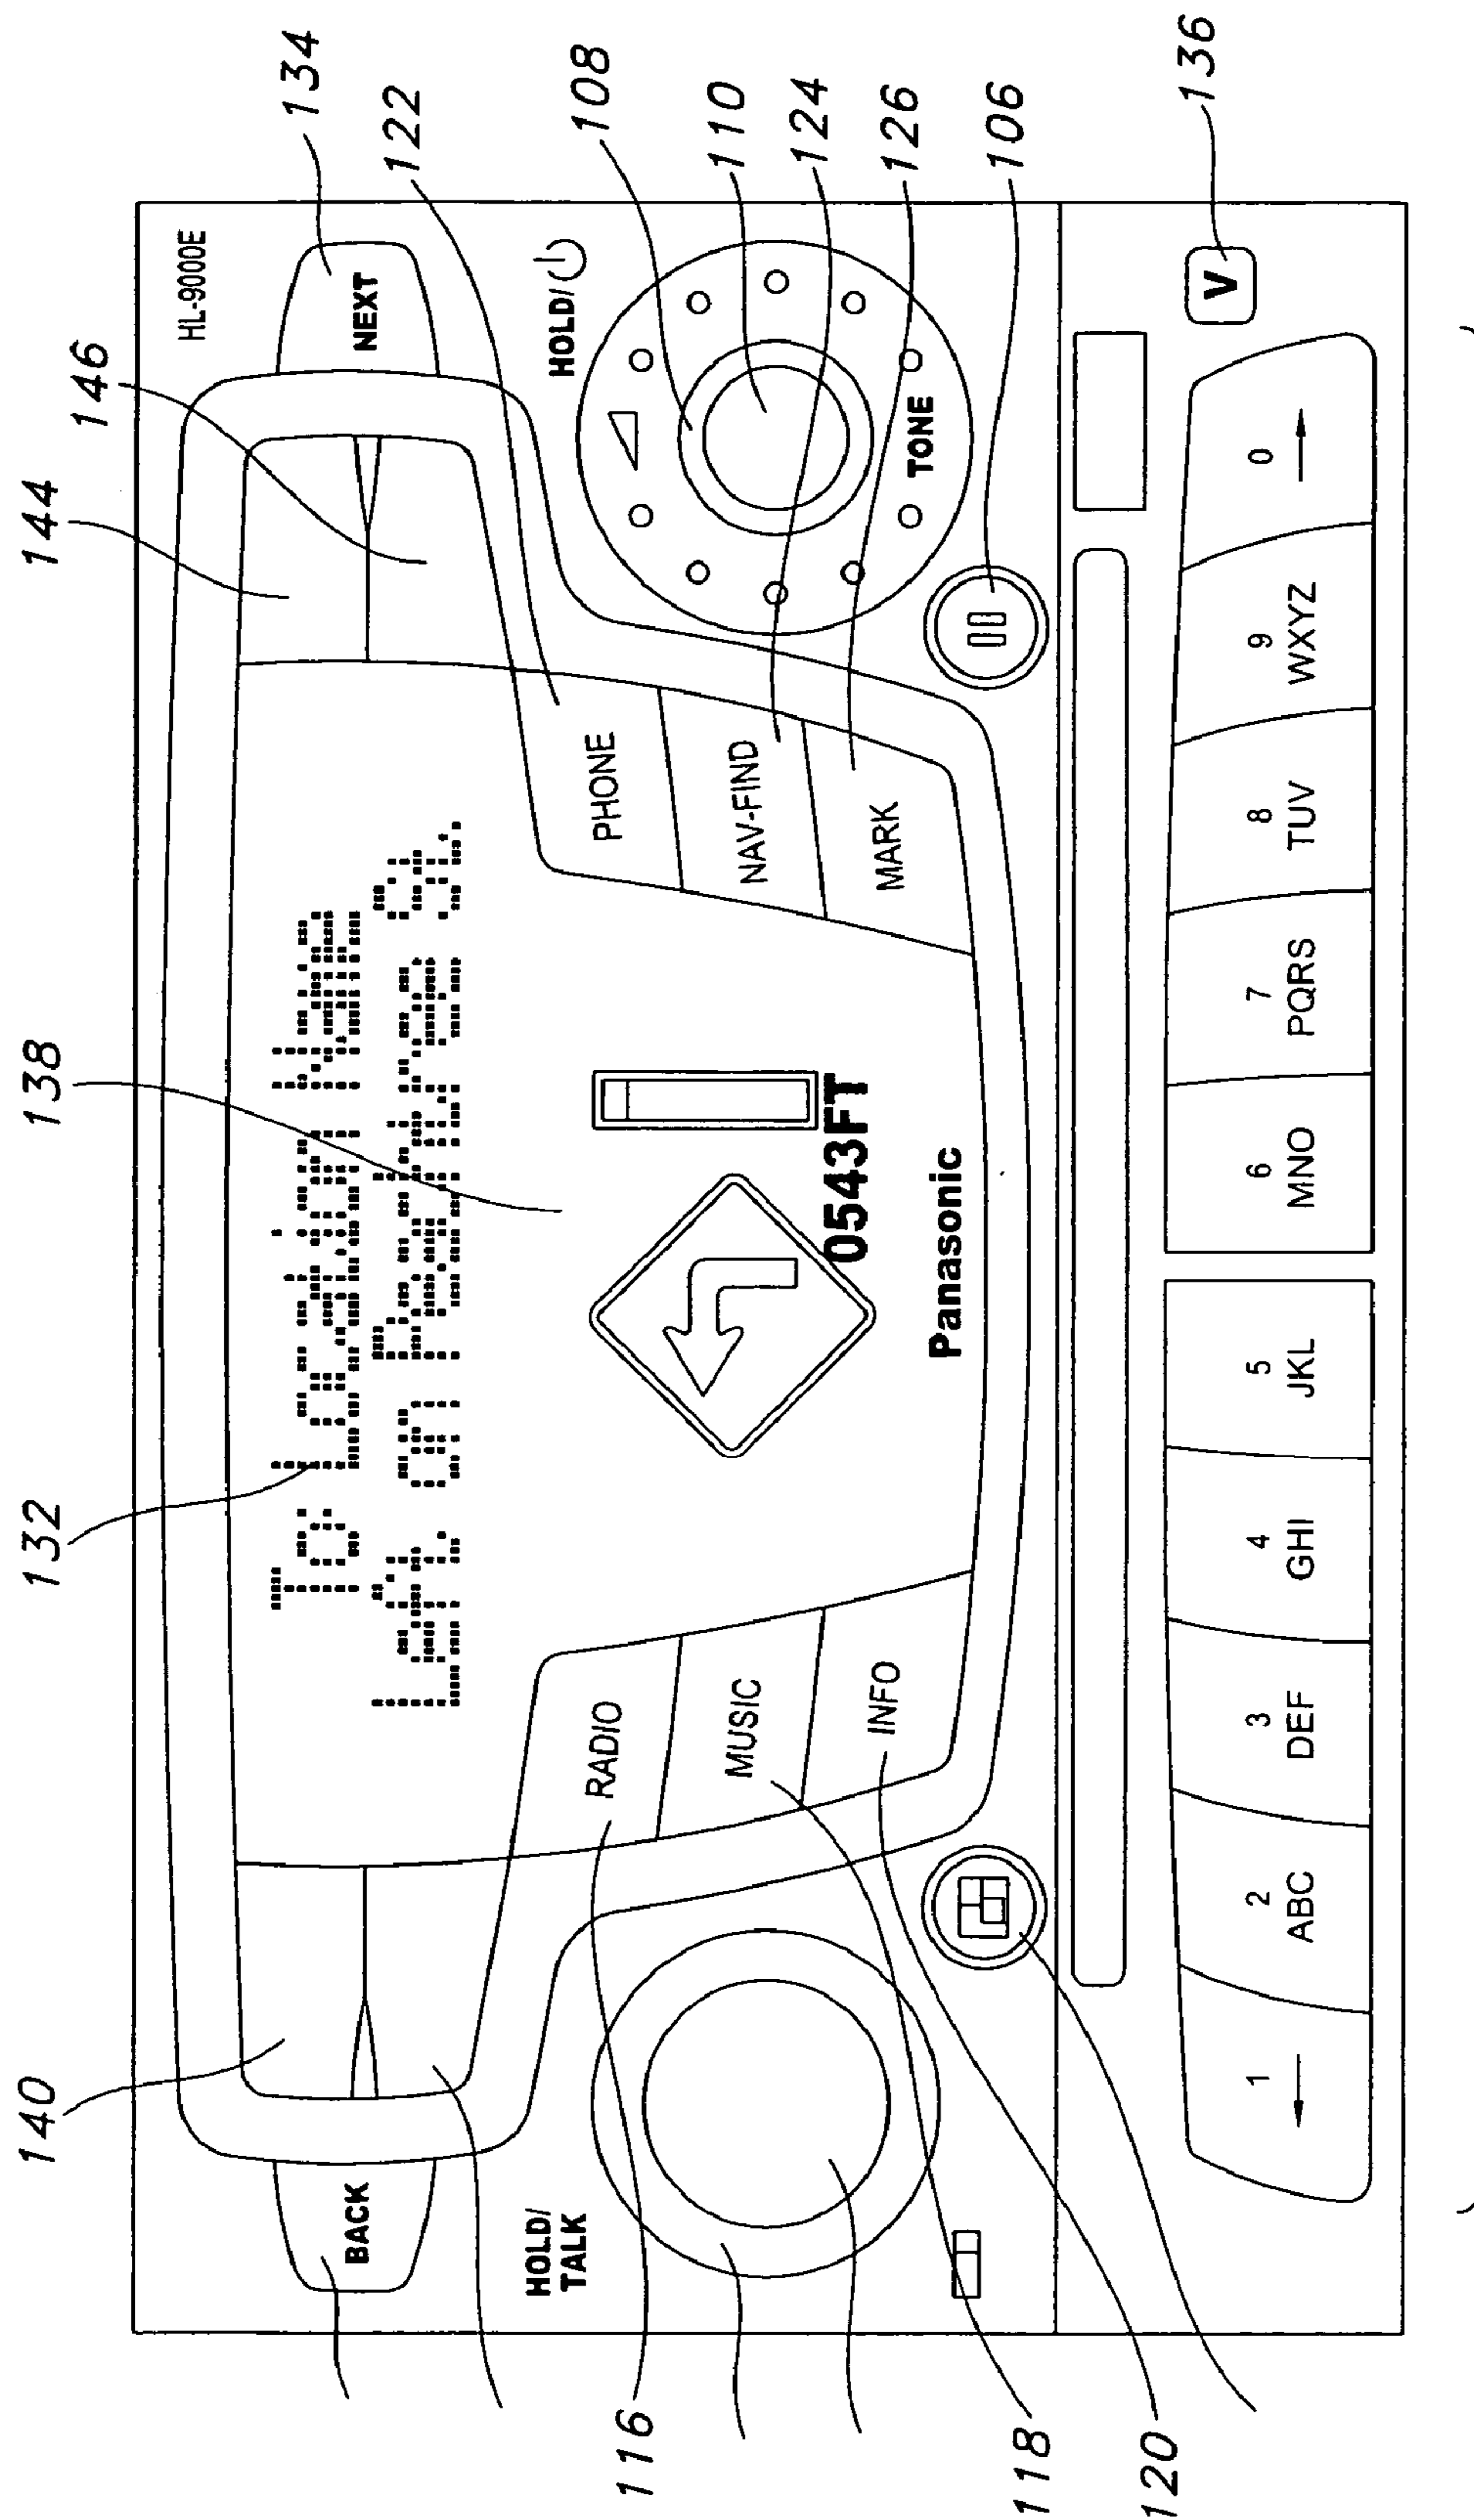 132
138
144
146
140
134
122
108
110
124
126
106
136
HL-9000E
BACK
NEXT
To Location Name
Left on Penture St.
HOLD/
TALK
HOLD/
RADIO
MUSIC
INFO
PHONE
NAV-FIND
MARK
TONE
0543FT
Panasonic
V
1
2
ABC
3
DEF
4
GHI
5
JKL
6
MNO
7
PQRS
8
TUV
9
WXYZ
0
116
118
120